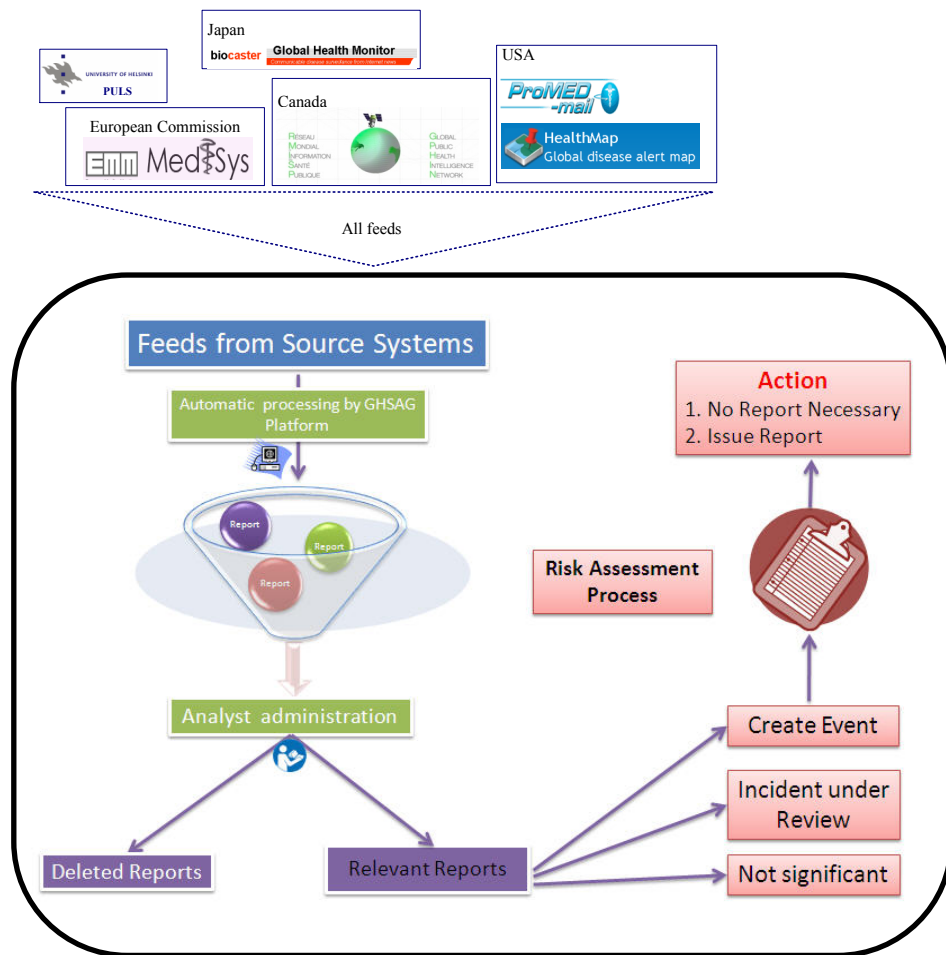 Japan
biocaster Global Health Monitor
Communicable disease surveillance from Internet news
UNIVERSITY OF HELSINKI
PULS
European Commission
EMM MediSys
Canada
RÉSEAU
MONDIAL
INFORMATION
SANTÉ
PUBLIQUE
GLOBAL
PUBLIC
HEALTH
INTELLIGENCE
NETWORK
USA
ProMED
-mail
HealthMap
Global disease alert map
All feeds
Feeds from Source Systems
Automatic processing by GHSAG
Platform
Report
Report
Report
Analyst administration
Deleted Reports
Relevant Reports
Action
1. No Report Necessary
2. Issue Report
Risk Assessment
Process
Create Event
Incident under
Review
Not significant